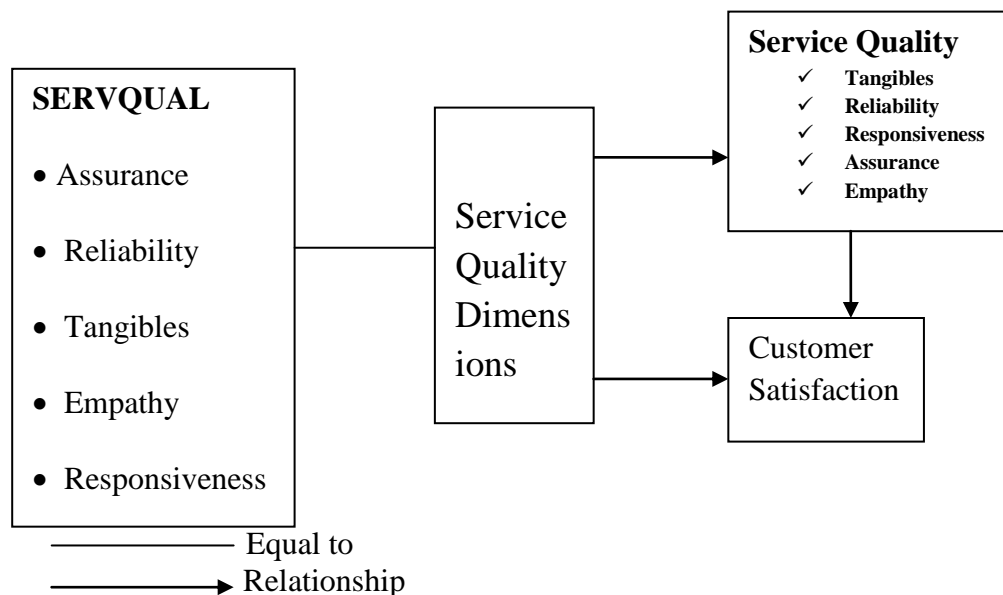 SERVQUAL
• Assurance
• Reliability
• Tangibles
• Empathy
• Responsiveness
Service
Quality
Dimens
ions
Service Quality
✓ Tangibles
✓ Reliability
✓ Responsiveness
✓ Assurance
✓ Empathy
Customer
Satisfaction
Equal to
Relationship